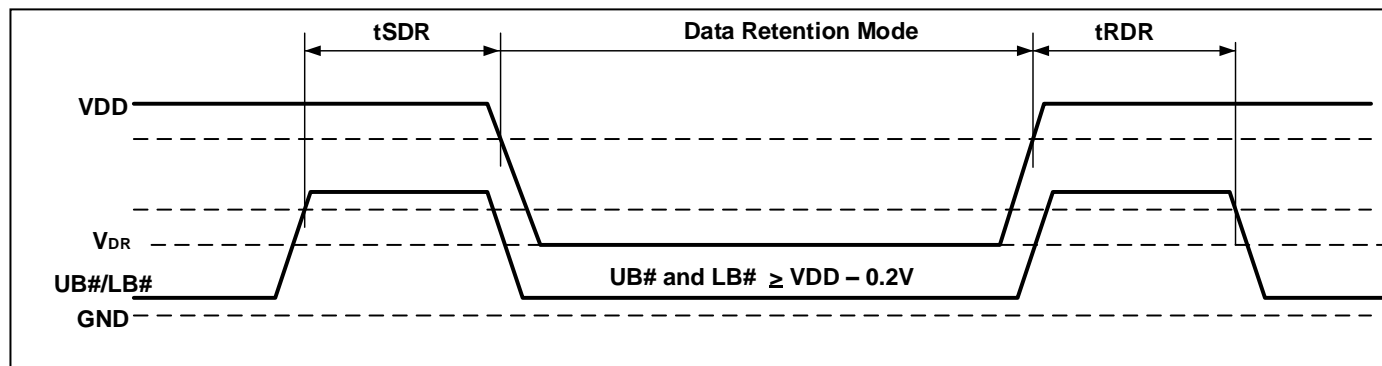 tSDR Data Retention Mode tRDR
VDD
VDR
UB#/LB#
UB# and LB# ≥ VDD – 0.2V
GND